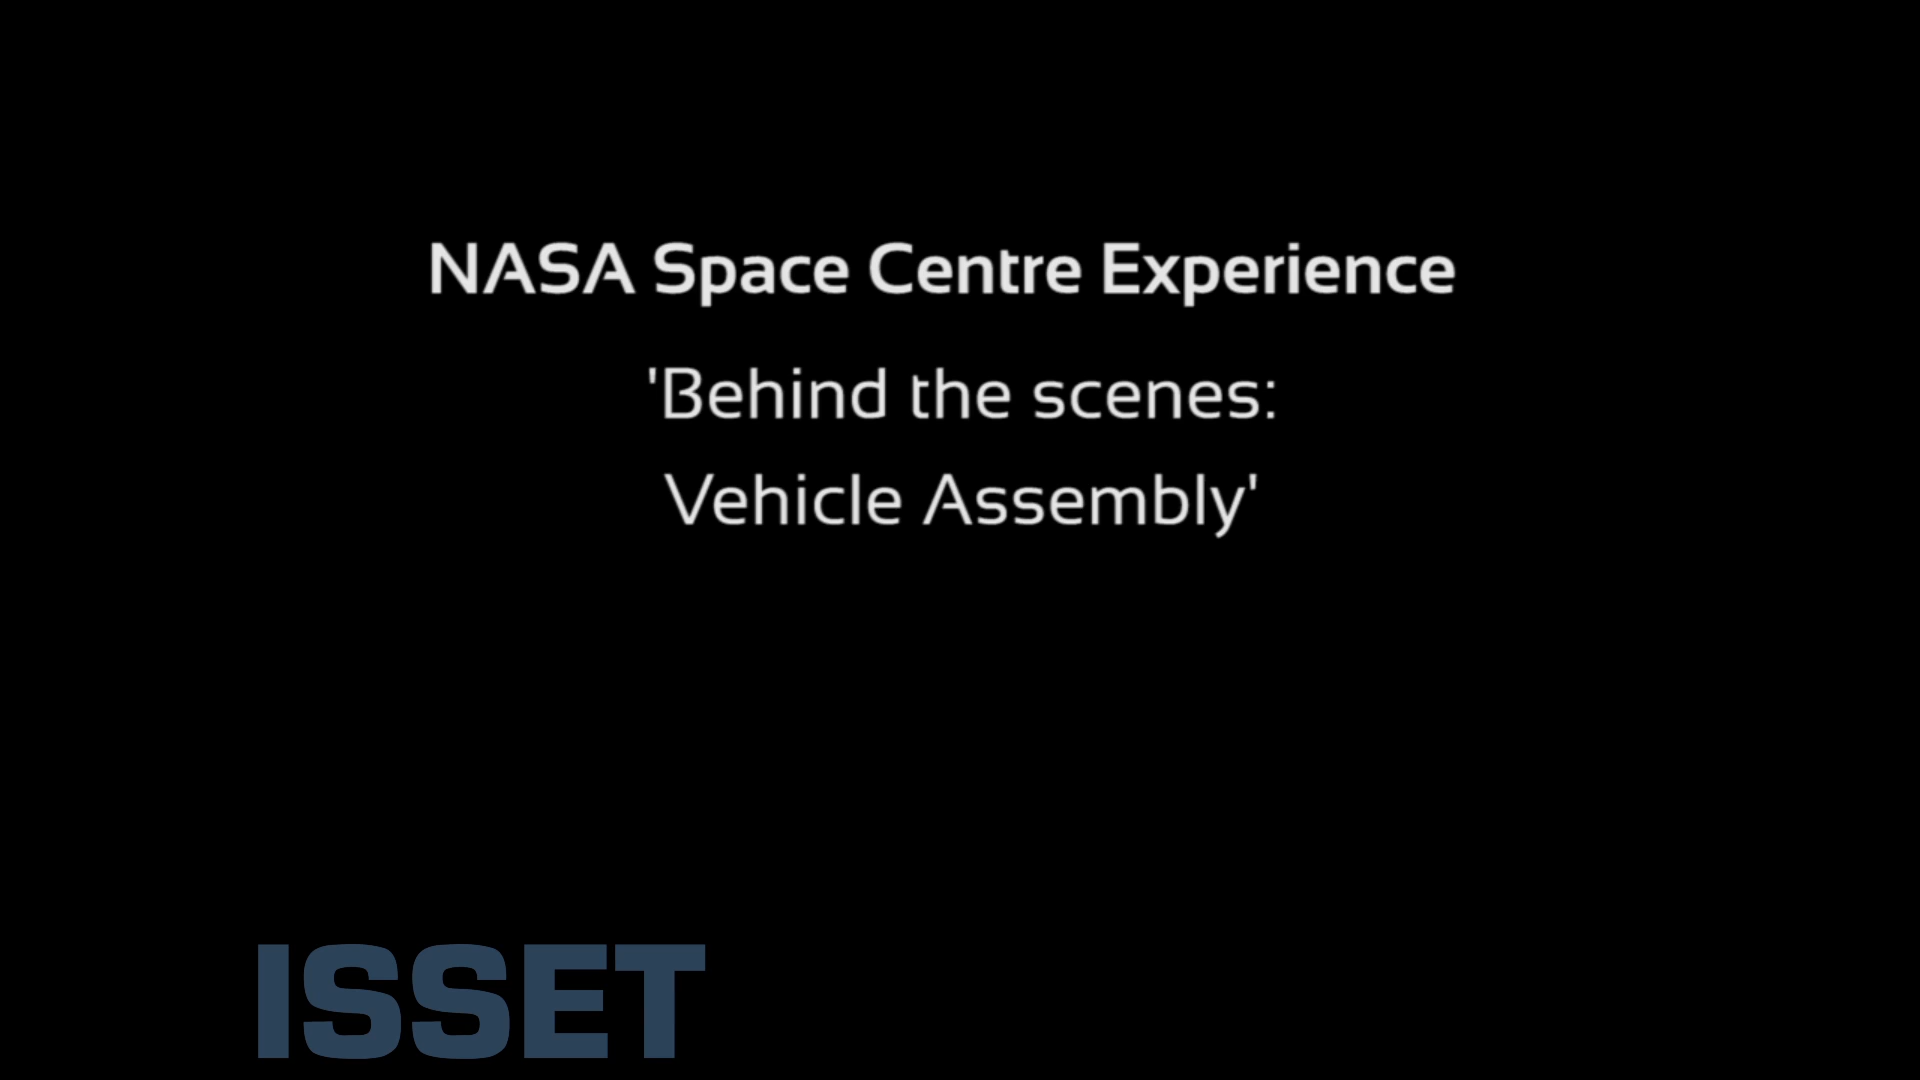 NASA Space Centre Experience
'Behind the scenes:
Vehicle Assembly'
ISSET